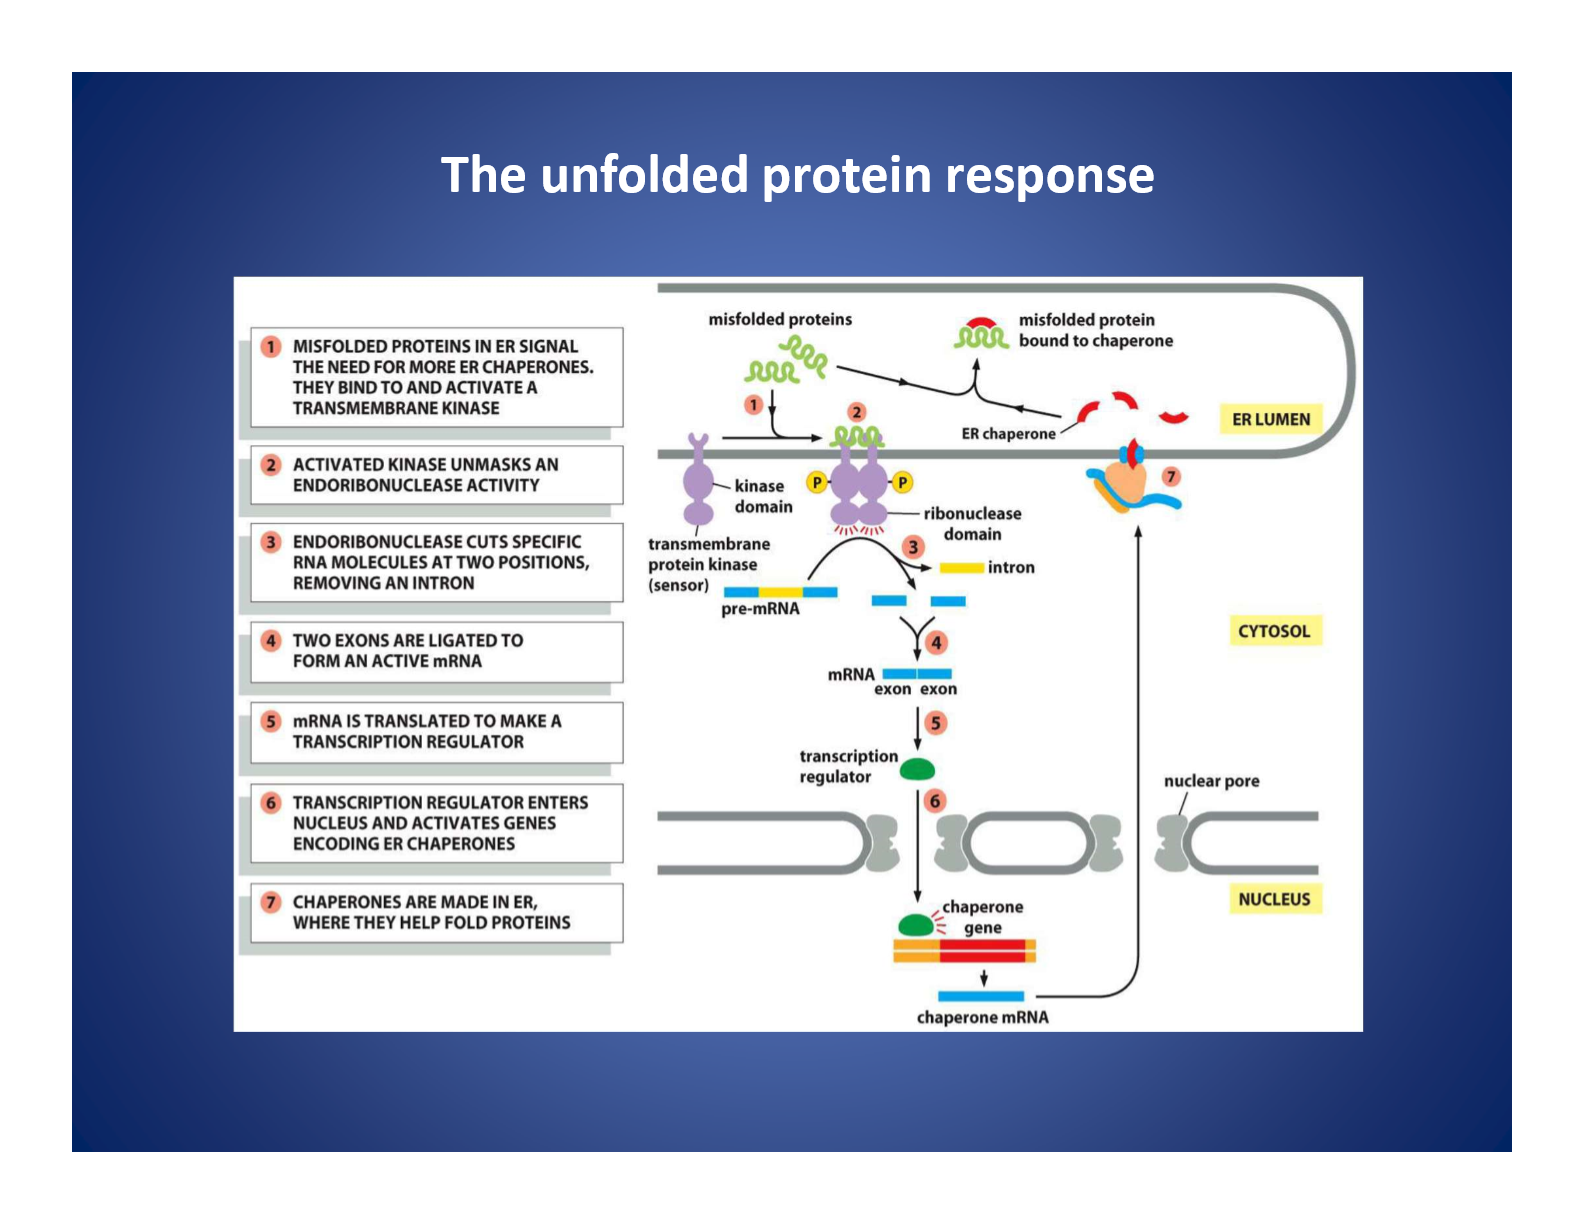 The unfolded protein response
1 MISFOLDED PROTEINS IN ER SIGNAL
THE NEED FOR MORE ER CHAPERONES.
THEY BIND TO AND ACTIVATE A
TRANSMEMBRANE KINASE
2 ACTIVATED KINASE UNMASKS AN
ENDORIBONUCLEASE ACTIVITY
3 ENDORIBONUCLEASE CUTS SPECIFIC
RNA MOLECULES AT TWO POSITIONS,
REMOVING AN INTRON
4 TWO EXONS ARE LIGATED TO
FORM AN ACTIVE mRNA
5 mRNA IS TRANSLATED TO MAKE A
TRANSCRIPTION REGULATOR
6 TRANSCRIPTION REGULATOR ENTERS
NUCLEUS AND ACTIVATES GENES
ENCODING ER CHAPERONES
7 CHAPERONES ARE MADE IN ER,
WHERE THEY HELP FOLD PROTEINS
misfolded proteins
misfolded protein
bound to chaperone
1
2
ER chaperone
ER LUMEN
7
P
P
kinase
domain
ribonuclease
domain
transmembrane
protein kinase
(sensor)
3
intron
pre-mRNA
4
CYTOSOL
mRNA
exon exon
5
transcription
regulator
6
nuclear pore
NUCLEUS
chaperone
gene
chaperone mRNA